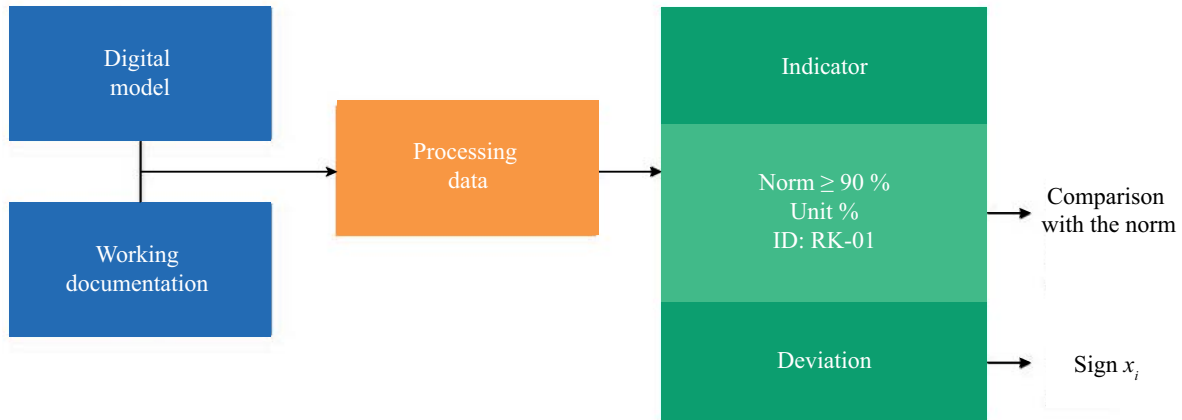 Digital
model
Working
documentation
Processing
data
Indicator
Norm ≥ 90 %
Unit %
ID: RK-01
Deviation
Comparison
with the norm
Sign xᵢ